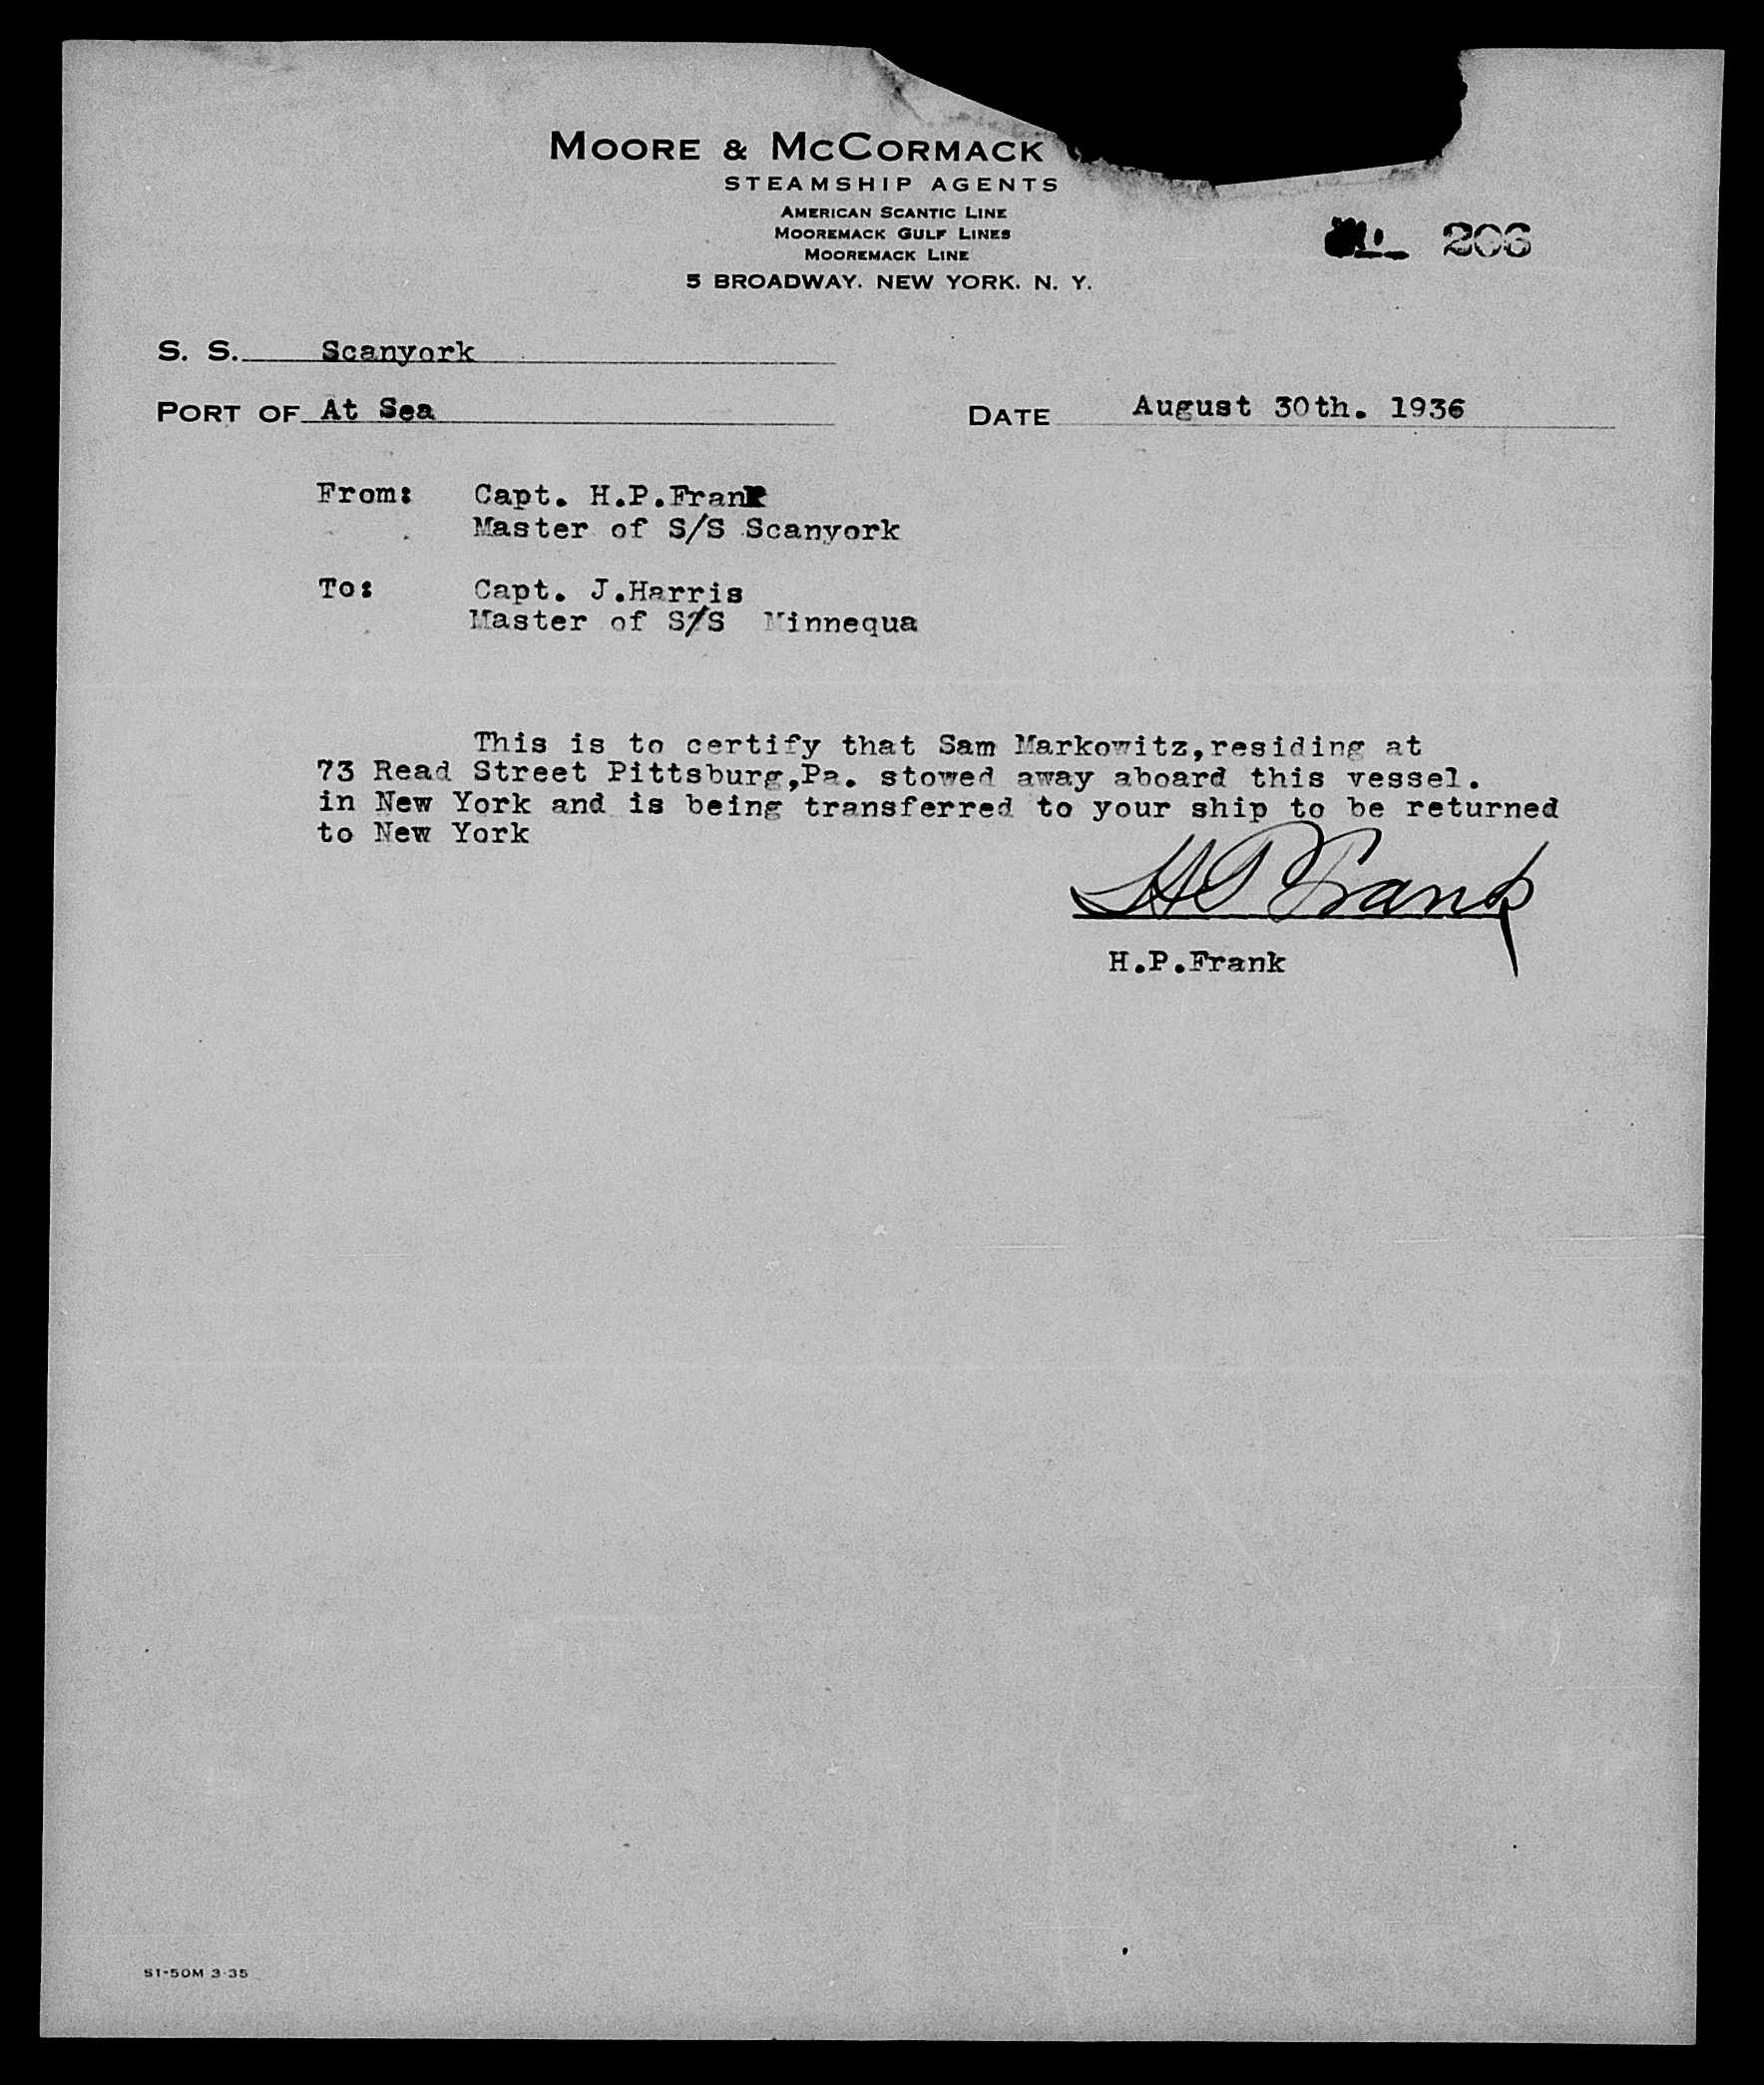 MOORE & MCCORMACK
STEAMSHIP AGENTS
AMERICAN SCANTIC LINE
MOOREMACK GULF LINES
MOOREMACK LINE
5 BROADWAY. NEW YORK. N. Y.
206
S. S. Scanyork
PORT OF At Sea DATE August 30th. 1936
From: Capt. H.P.Frank
Master of S/S Scanyork
To: Capt. J.Harris
Master of S/S Minnequa
This is to certify that Sam Markowitz,residing at
73 Read Street Pittsburg,Pa. stowed away aboard this vessel.
in New York and is being transferred to your ship to be returned
to New York
H P Frank
H.P.Frank
S1-50M 3-35